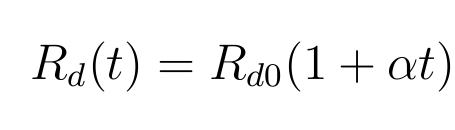 R_d(t) = R_{d0}(1 + αt)